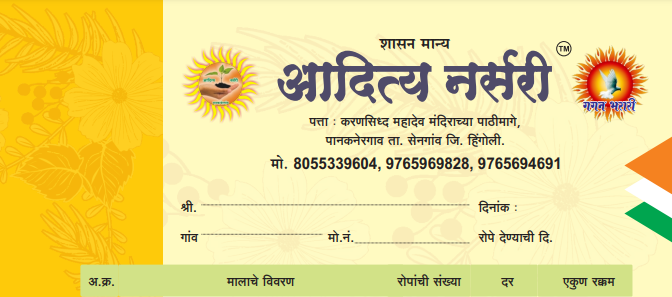 शासन मान्य
आदित्य नर्सरी TM
गगन भरारी
पत्ता : करणसिध्द महादेव मंदिराच्या पाठीमागे,
पानकनेरगाव ता. सेनगांव जि. हिंगोली.
मो. 8055339604, 9765969828, 9765694691
श्री. दिनांक :
गांव मो.नं. रोपे देण्याची दि.
अ.क्र. मालाचे विवरण रोपांची संख्या दर एकुण रक्कम